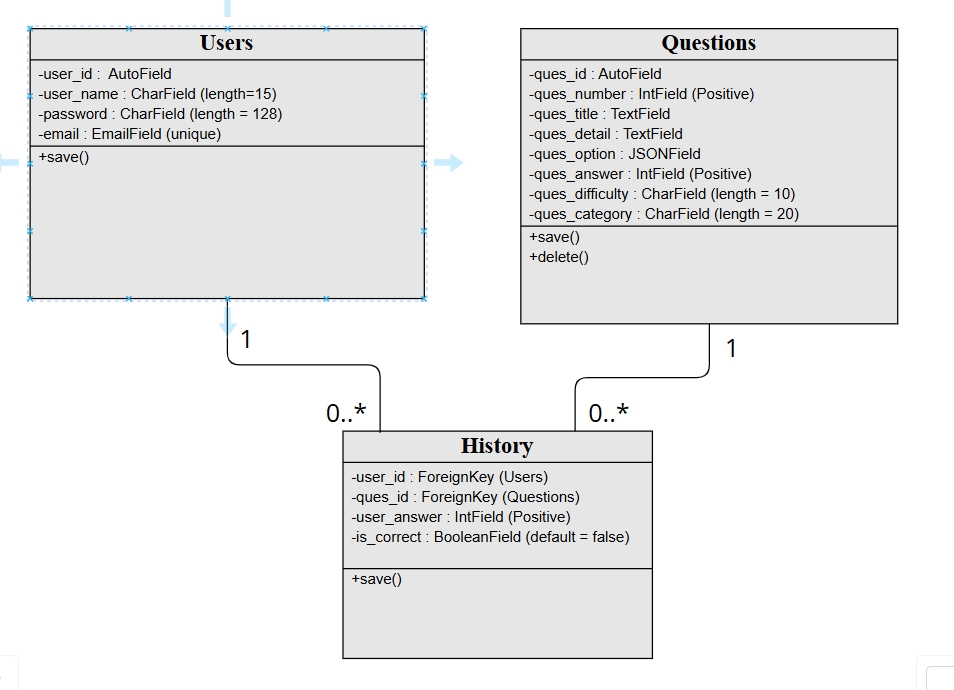 Users
-user_id :  AutoField
-user_name : CharField (length=15)
-password : CharField (length = 128)
-email : EmailField (unique)
+save()
1
0..*
Questions
-ques_id : AutoField
-ques_number : IntField (Positive)
-ques_title : TextField
-ques_detail : TextField
-ques_option : JSONField
-ques_answer : IntField (Positive)
-ques_difficulty : CharField (length = 10)
-ques_category : CharField (length = 20)
+save()
+delete()
1
0..*
History
-user_id : ForeignKey (Users)
-ques_id : ForeignKey (Questions)
-user_answer : IntField (Positive)
-is_correct : BooleanField (default = false)
+save()